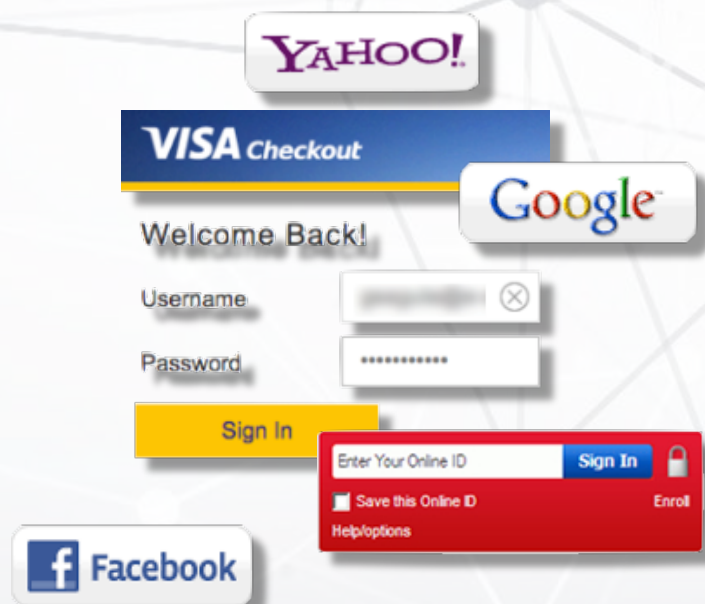 YAHOO!
VISA Checkout
Google™
Welcome Back!
Username
Password
Sign In
Enter Your Online ID
Sign In
Save this Online ID
Enroll
Help/options
f Facebook